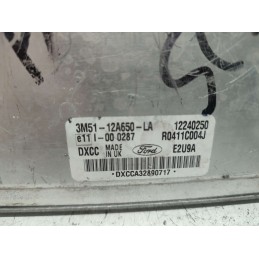 3M51-12A650-LA 12240250
e11 I-00 0287 R0411C004J
DXCC MADE IN UK Ford E2U9A
*DXCCA32890717*